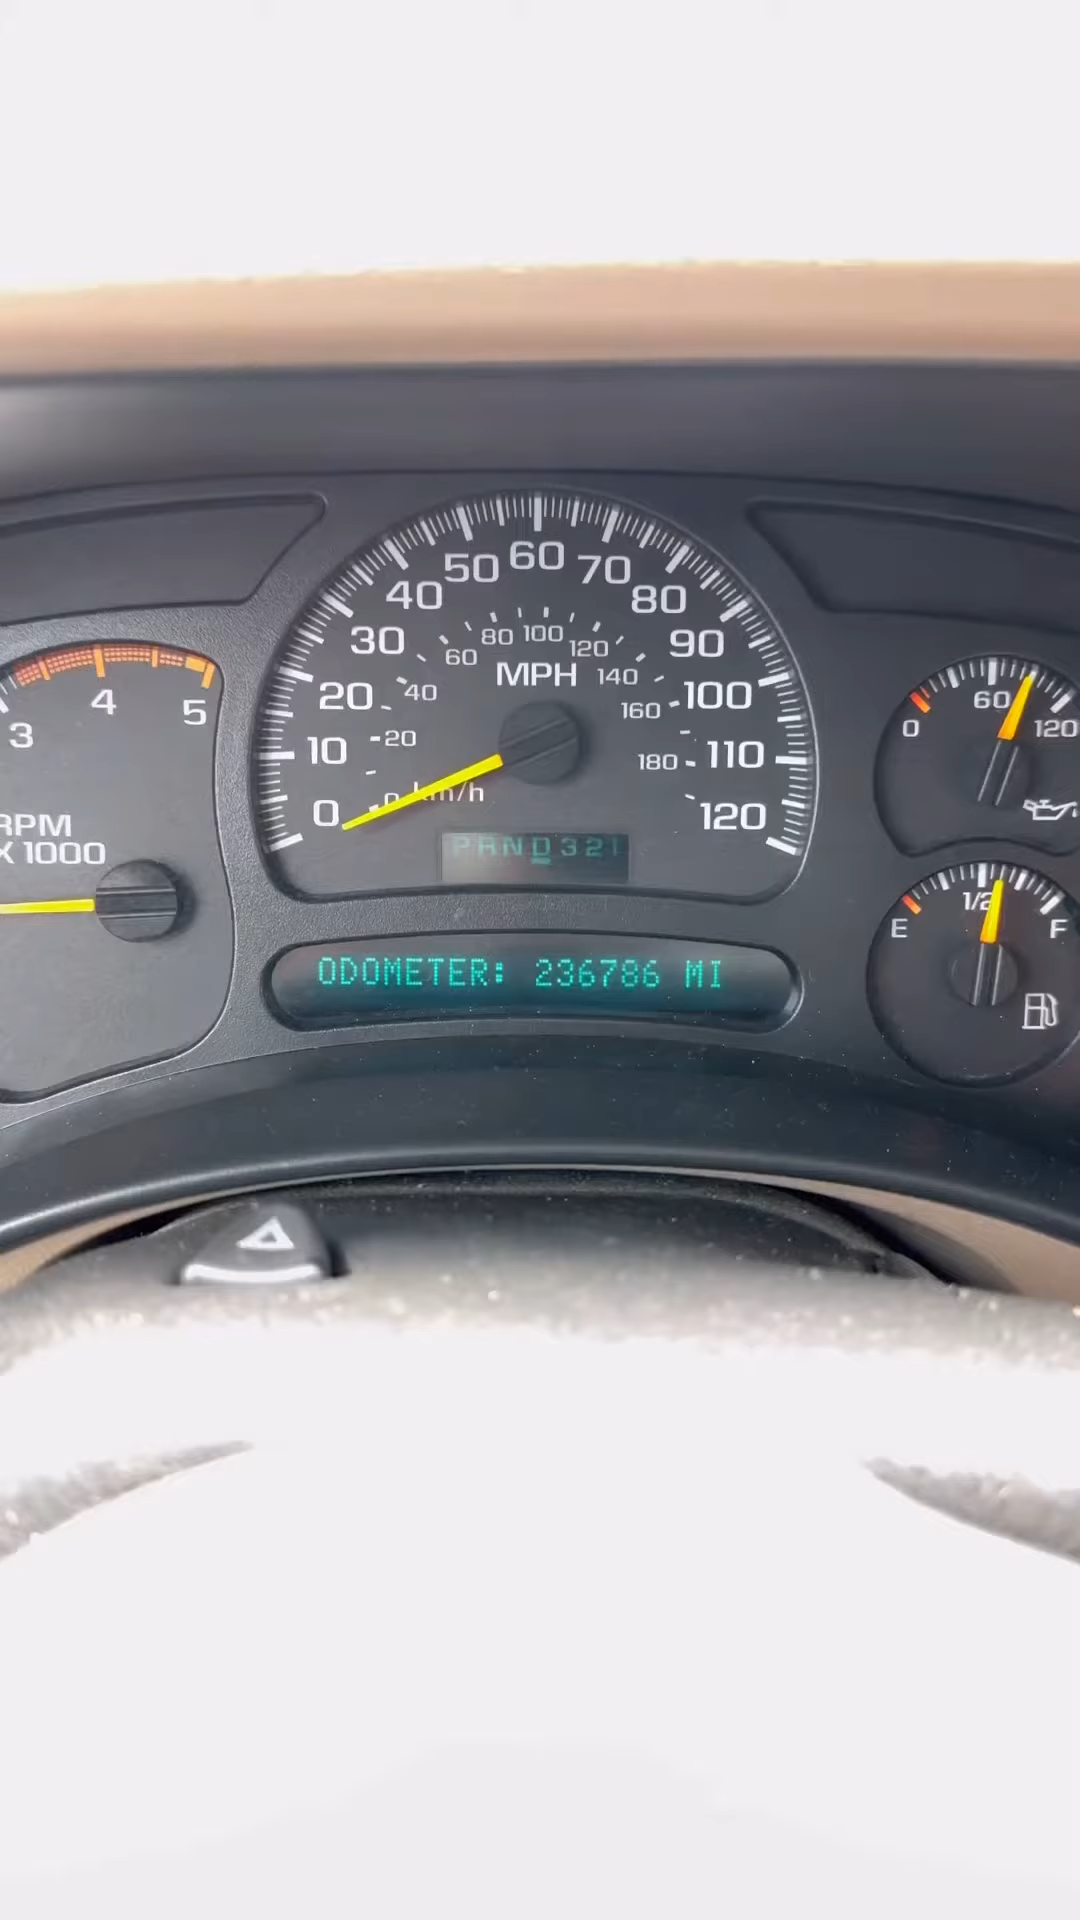 50 60 70
40 80
30 90
20 100
10 110
0 120
80 100 120
60 140
40 160
20 180
0 km/h
MPH
PRND321
ODOMETER: 236786 MI
3 4 5
RPM
X 1000
0 60 120
E 1/2 F